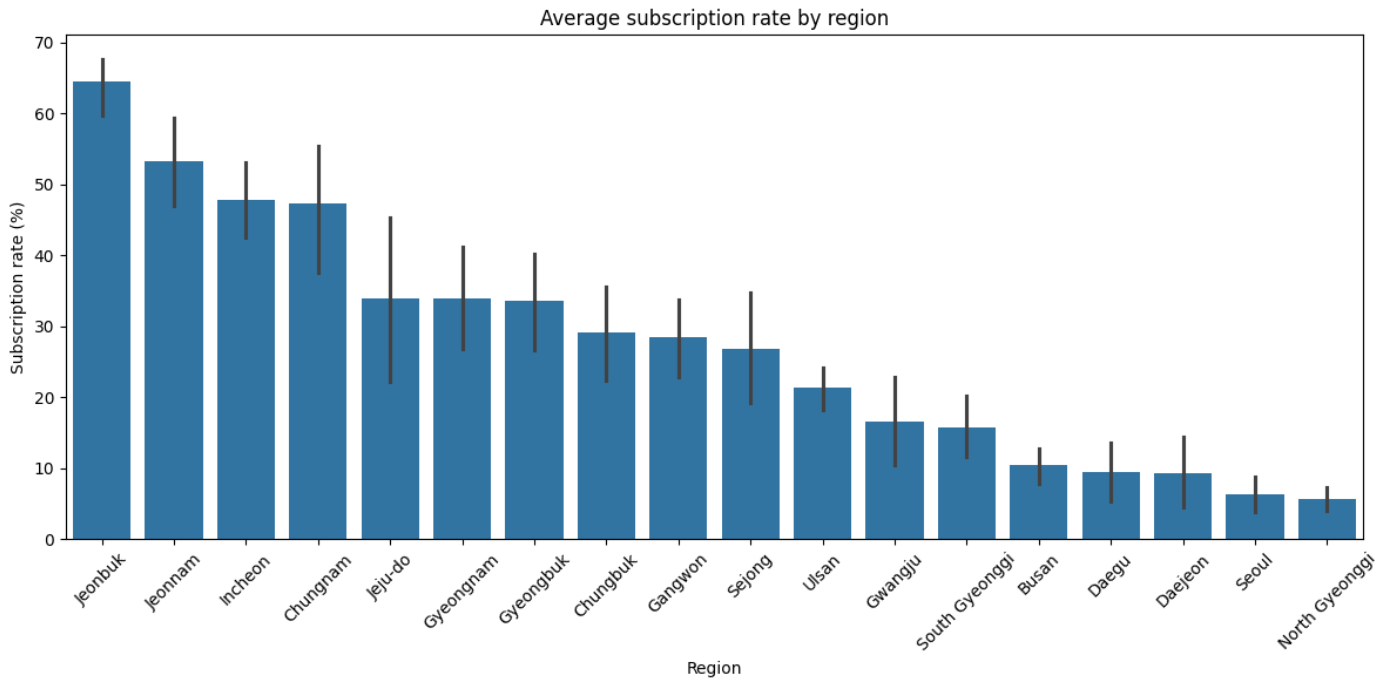 Average subscription rate by region
Subscription rate (%)
70
60
50
40
30
20
10
0
Jeonbuk
Jeonnam
Incheon
Chungnam
Jeju-do
Gyeongnam
Gyeongbuk
Chungbuk
Gangwon
Sejong
Ulsan
Gwangju
South Gyeonggi
Busan
Daegu
Daejeon
Seoul
North Gyeonggi
Region